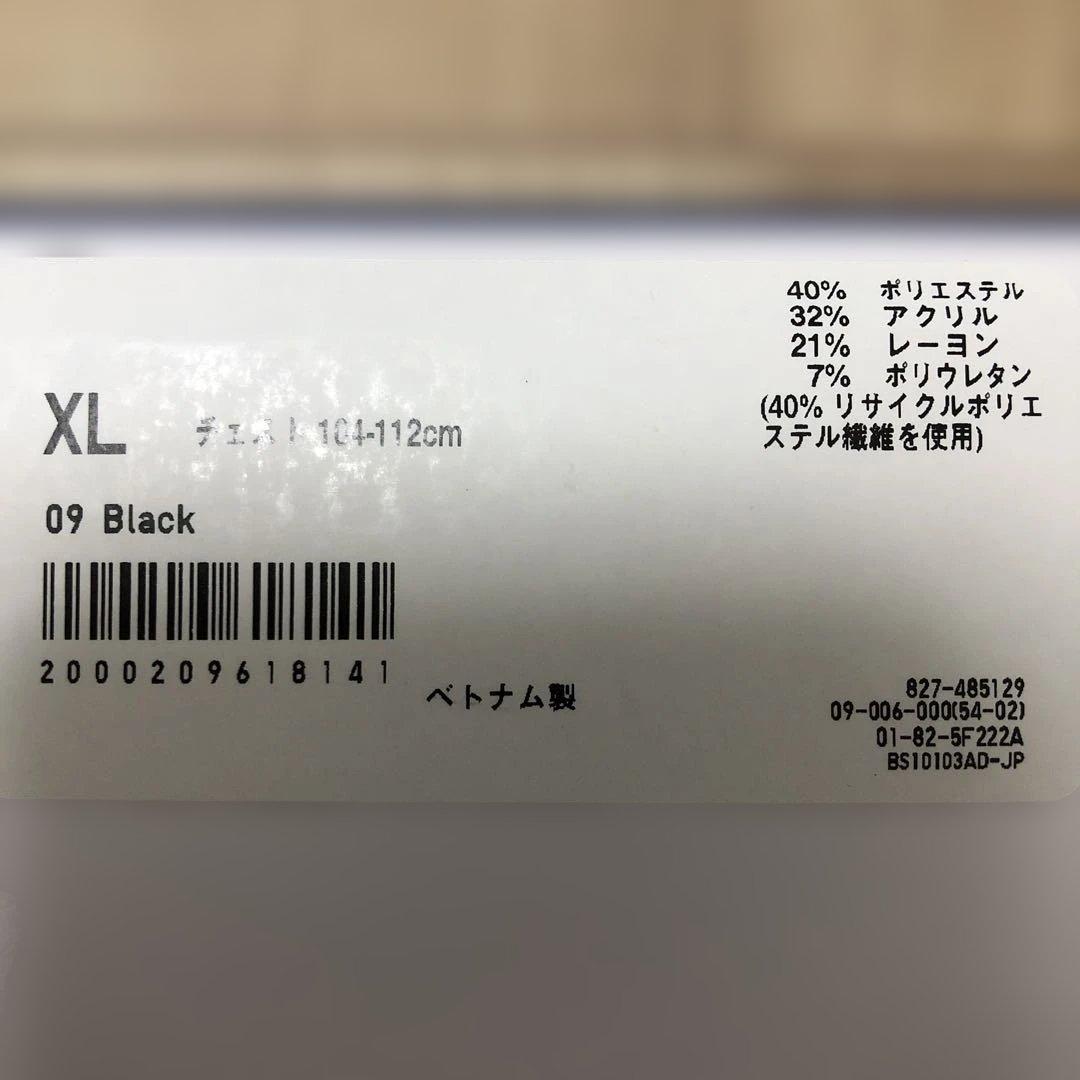 40% ポリエステル
32% アクリル
21% レーヨン
7% ポリウレタン
(40% リサイクルポリエ
ステル繊維を使用)
XL チェスト 104-112cm
09 Black
2000209618141
ベトナム製
827-485129
09-006-000(54-02)
01-82-5F222A
BS10103AD-JP